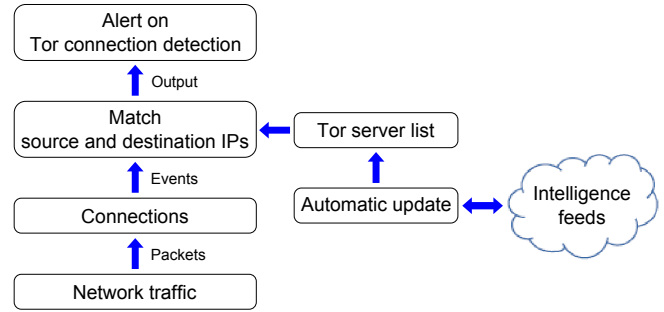 Alert on
Tor connection detection
Output
Match
source and destination IPs
Tor server list
Events
Connections
Automatic update
Intelligence
feeds
Packets
Network traffic